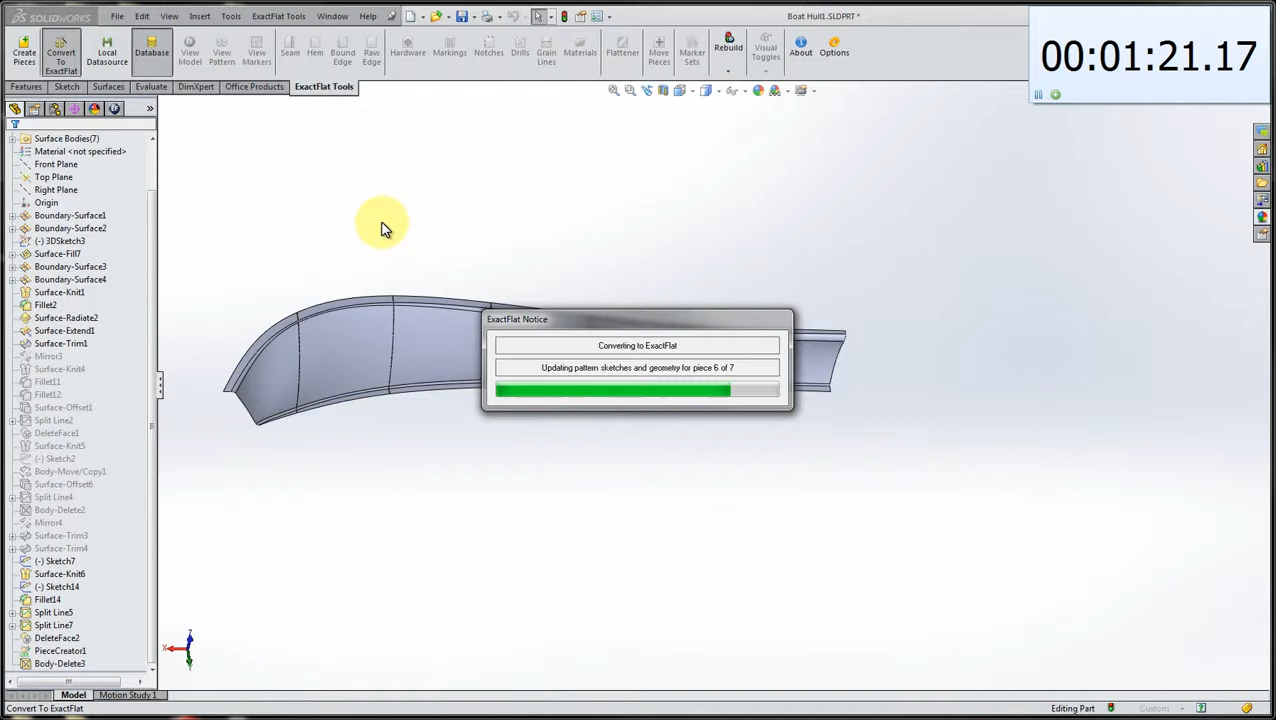 SOLIDWORKS File Edit View Insert Tools ExactFlat Tools Window Help Boat Hull1.SLDPRT *
00:01:21.17
Create Pieces
Convert To ExactFlat
Local Datasource
Database
View Model
View Pattern
View Markers
Seam
Hem
Bound Edge
Raw Edge
Hardware
Markings
Notches
Drills
Grain Lines
Materials
Flattener
Move Pieces
Marker Sets
Rebuild
Visual Toggles
About
Options
Features Sketch Surfaces Evaluate DimXpert Office Products ExactFlat Tools
Surface Bodies(7)
Material <not specified>
Front Plane
Top Plane
Right Plane
Origin
Boundary-Surface1
Boundary-Surface2
(-) 3DSketch3
Surface-Fill7
Boundary-Surface3
Boundary-Surface4
Surface-Knit1
Fillet2
Surface-Radiate2
Surface-Extend1
Surface-Trim1
Mirror3
Surface-Knit4
Fillet11
Fillet12
Surface-Offset1
Split Line2
DeleteFace1
Surface-Knit5
(-) Sketch2
Body-Move/Copy1
Surface-Offset6
Split Line4
Body-Delete2
Mirror4
Surface-Trim3
Surface-Trim4
(-) Sketch7
Surface-Knit6
(-) Sketch14
Fillet14
Split Line5
Split Line7
DeleteFace2
PieceCreator1
Body-Delete3
ExactFlat Notice
Converting to ExactFlat
Updating pattern sketches and geometry for piece 6 of 7
Z
X
Model Motion Study 1
Convert To ExactFlat Editing Part Custom